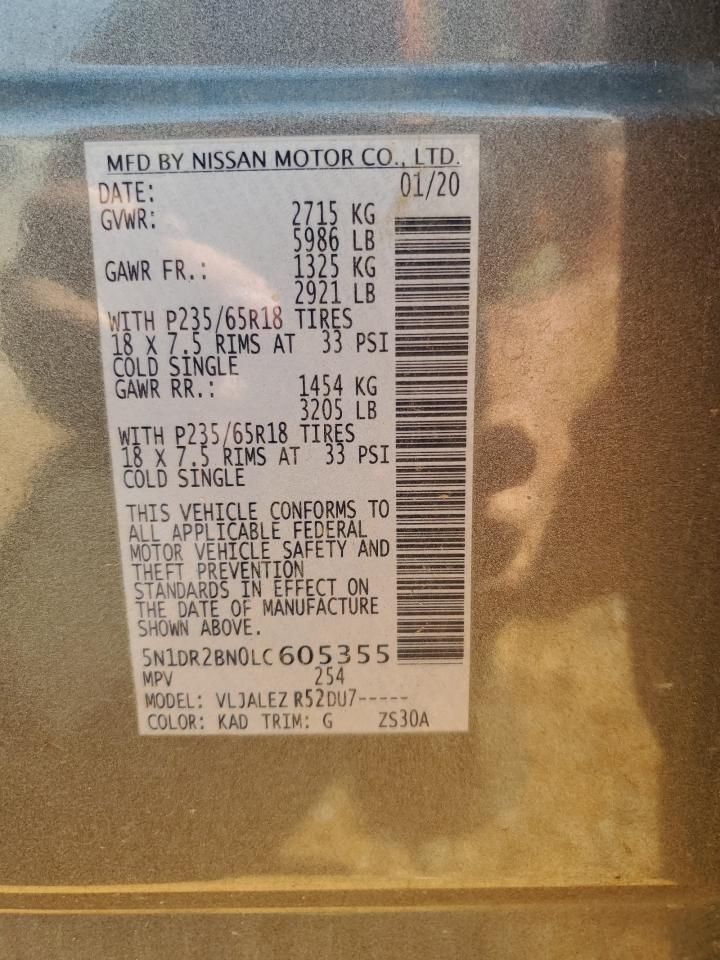 MFD BY NISSAN MOTOR CO., LTD.
DATE: 01/20
GVWR: 2715 KG
5986 LB
GAWR FR.: 1325 KG
2921 LB
WITH P235/65R18 TIRES
18 X 7.5 RIMS AT 33 PSI
COLD SINGLE
GAWR RR.: 1454 KG
3205 LB
WITH P235/65R18 TIRES
18 X 7.5 RIMS AT 33 PSI
COLD SINGLE
THIS VEHICLE CONFORMS TO
ALL APPLICABLE FEDERAL
MOTOR VEHICLE SAFETY AND
THEFT PREVENTION
STANDARDS IN EFFECT ON
THE DATE OF MANUFACTURE
SHOWN ABOVE.
5N1DR2BN0LC605355
MPV 254
MODEL: VLJALEZ R52DU7-----
COLOR: KAD TRIM: G ZS30A